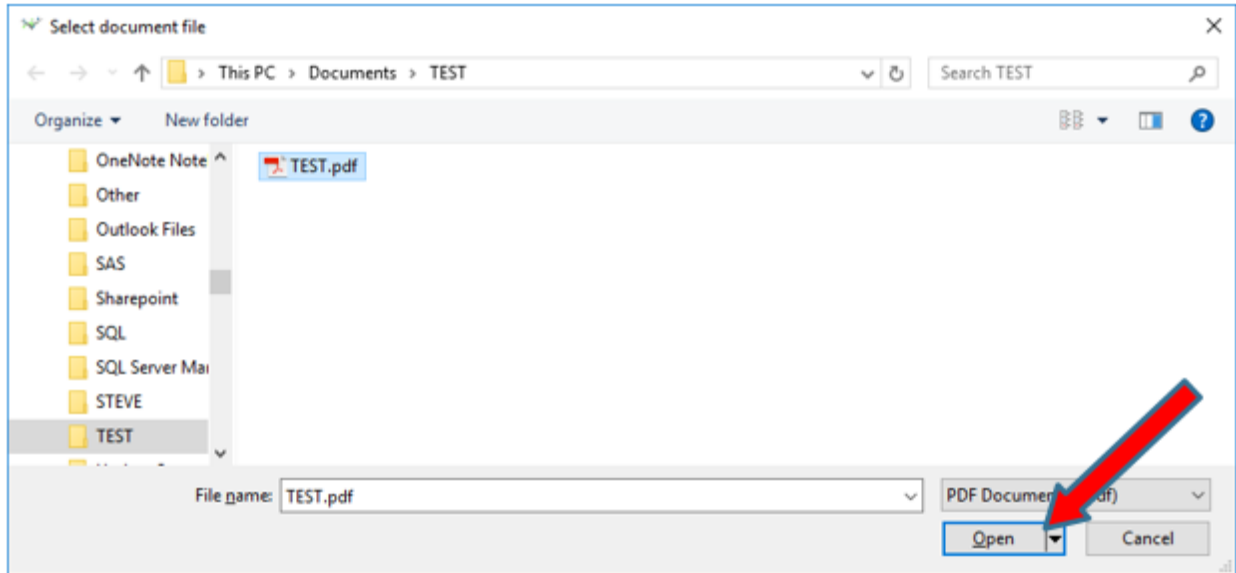 Select document file
This PC > Documents > TEST
Search TEST
Organize
New folder
OneNote Note
Other
Outlook Files
SAS
Sharepoint
SQL
SQL Server Mai
STEVE
TEST
TEST.pdf
File name: TEST.pdf
PDF Documen df)
Open
Cancel